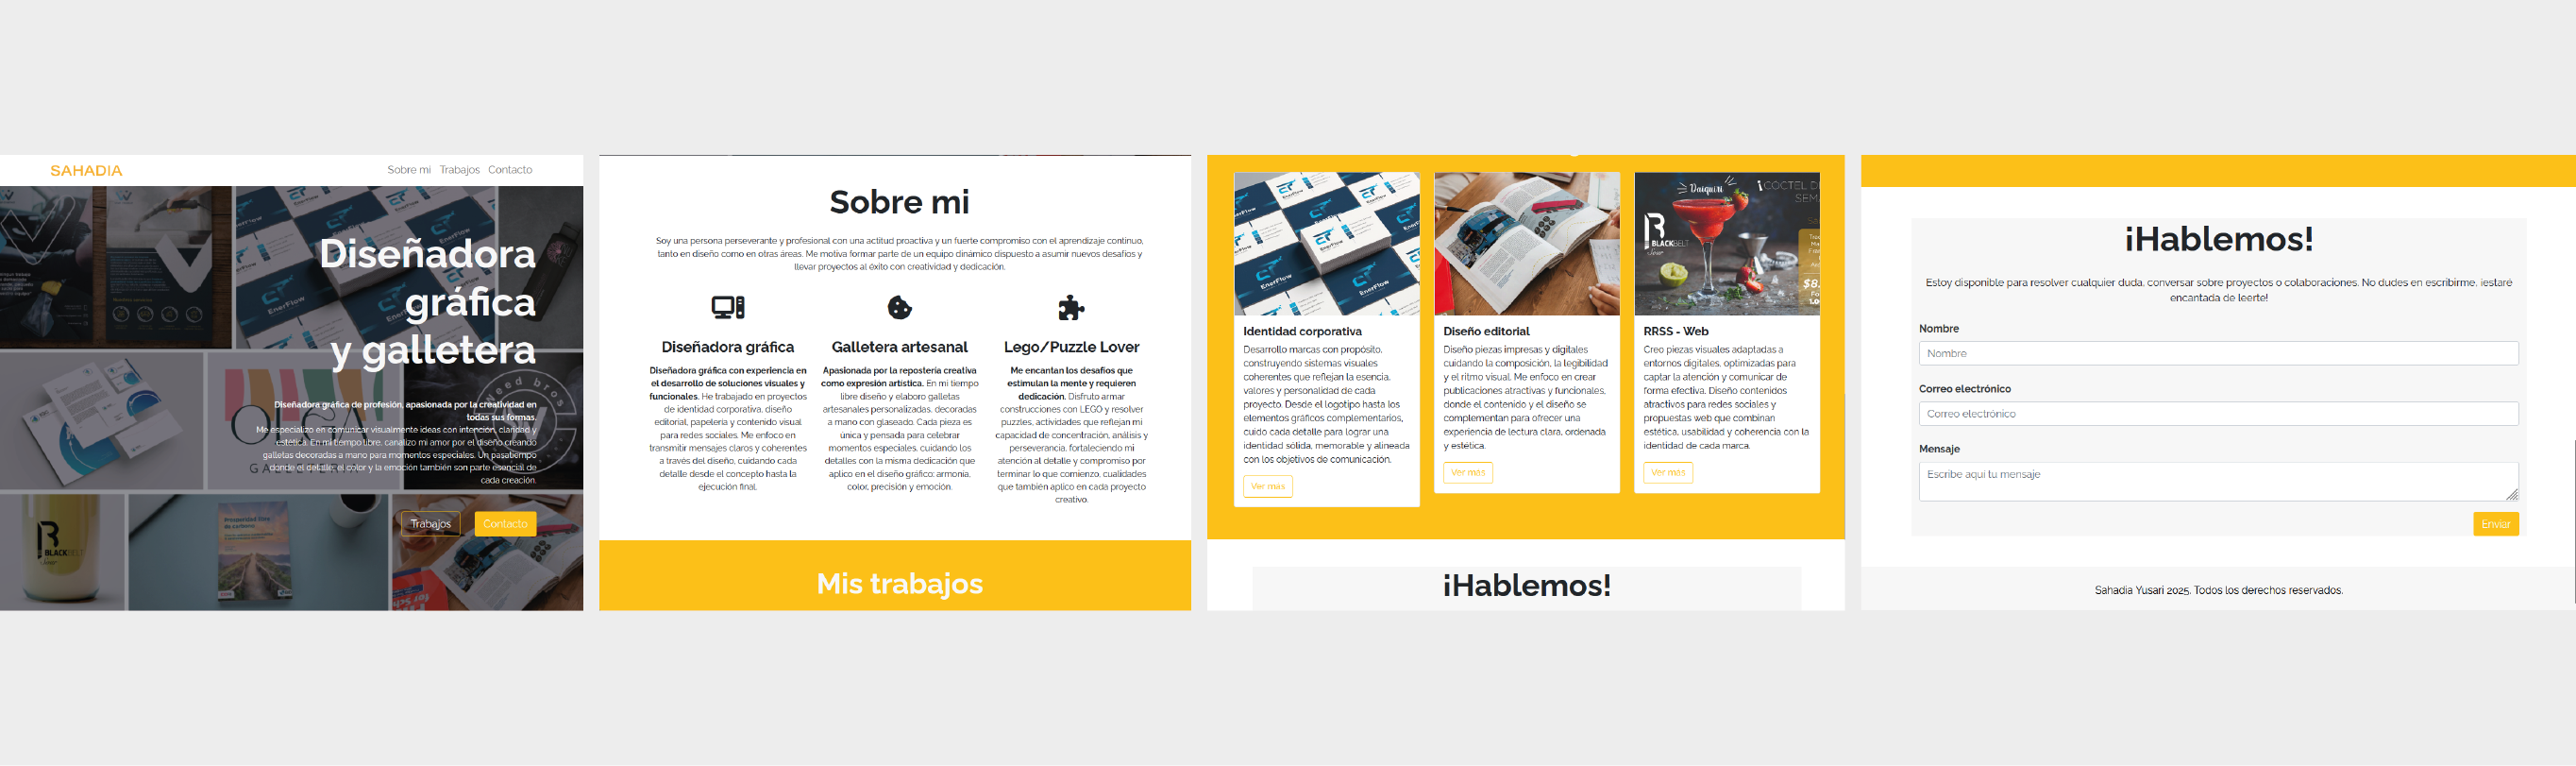 SAHADIA
Sobre mi Trabajos Contacto
Diseñadora
gráfica
y galletera
Diseñadora gráfica de profesión, apasionada por la creatividad en
todas sus formas.
Me especializo en comunicar visualmente ideas con intención, claridad y
estética. En mi tiempo libre, canalizo mi amor por el diseño creando
galletas decoradas a mano para momentos especiales. Un pasatiempo
donde el detalle, el color y la emoción también son parte esencial de
cada creación.
Trabajos Contacto
EnerFlow
EnerFlow
BLACKBELT
Sobre mi
Soy una persona perseverante y profesional con una actitud proactiva y un fuerte compromiso con el aprendizaje continuo,
tanto en diseño como en otras áreas. Me motiva formar parte de un equipo dinámico dispuesto a asumir nuevos desafíos y
llevar proyectos al éxito con creatividad y dedicación.
Diseñadora gráfica
Diseñadora gráfica con experiencia en
el desarrollo de soluciones visuales y
funcionales. He trabajado en proyectos
de identidad corporativa, diseño
editorial, papelería y contenido visual
para redes sociales. Me enfoco en
transmitir mensajes claros y coherentes
a través del diseño, cuidando cada
detalle desde el concepto hasta la
ejecución final.
Galletera artesanal
Apasionada por la repostería creativa
como expresión artística. En mi tiempo
libre diseño y elaboro galletas
artesanales personalizadas, decoradas
a mano con glaseado. Cada pieza es
única y pensada para celebrar
momentos especiales, cuidando los
detalles con la misma dedicación que
aplico en el diseño gráfico: armonía,
color, precisión y emoción.
Lego/Puzzle Lover
Me encantan los desafíos que
estimulan la mente y requieren
dedicación. Disfruto armar
construcciones con LEGO y resolver
puzzles, actividades que reflejan mi
capacidad de concentración, análisis y
perseverancia, fortaleciendo mi
atención al detalle y compromiso por
terminar lo que comienzo, cualidades
que también aplico en cada proyecto
creativo.
Mis trabajos
EnerFlow
EnerFlow
Identidad corporativa
Desarrollo marcas con propósito,
construyendo sistemas visuales
coherentes que reflejan la esencia,
valores y personalidad de cada
proyecto. Desde el logotipo hasta los
elementos gráficos complementarios,
cuido cada detalle para lograr una
identidad sólida, memorable y alineada
con los objetivos de comunicación.
Ver más
Diseño editorial
Diseño piezas impresas y digitales
cuidando la composición, la legibilidad
y el ritmo visual. Me enfoco en crear
publicaciones atractivas y funcionales,
donde el contenido y el diseño se
complementan para ofrecer una
experiencia de lectura clara, ordenada
y estética.
Ver más
Daiquiri
¡COCTEL D
SEM
BLACKBELT
$8.
RRSS - Web
Creo piezas visuales adaptadas a
entornos digitales, optimizadas para
captar la atención y comunicar de
forma efectiva. Diseño contenidos
atractivos para redes sociales y
propuestas web que combinan
estética, usabilidad y coherencia con la
identidad de cada marca.
Ver más
¡Hablemos!
¡Hablemos!
Estoy disponible para resolver cualquier duda, conversar sobre proyectos o colaboraciones. No dudes en escribirme, ¡estaré
encantada de leerte!
Nombre
Nombre
Correo electrónico
Correo electrónico
Mensaje
Escribe aquí tu mensaje
Enviar
Sahadia Yusari 2025. Todos los derechos reservados.